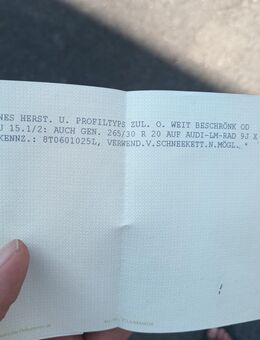 NES HERST. U. PROFILTYPS ZUL. O. WEIT BESCHRÖNK OD
U 15.1/2: AUCH GEN. 265/30 R 20 AUF AUDI-LM-RAD 9J X
KENNZ.: 8T0601025L, VERWEND.V.SCHNEEKETT.N.MÖGL. *